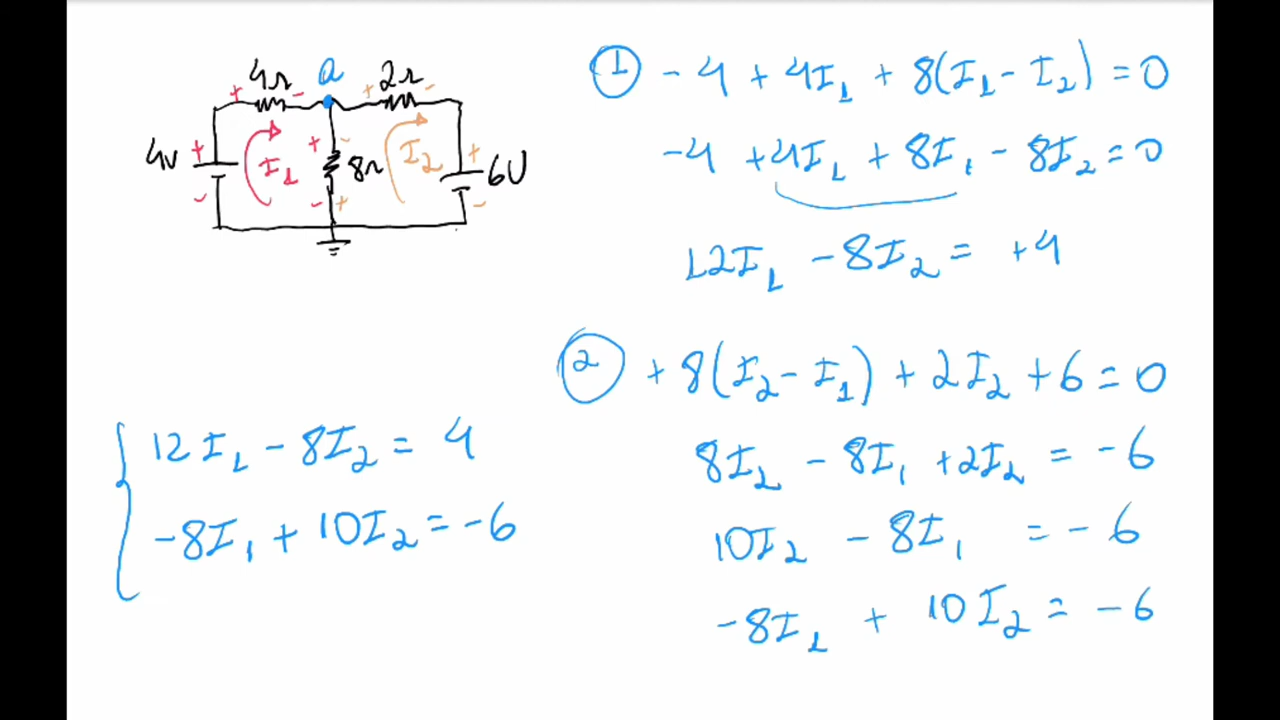 4Ω a 2Ω
4V + - + - + -
I₁ 8Ω I₂ 6V
+ - - + + -
① - 4 + 4I₁ + 8(I₁ - I₂) = 0
-4 + 4I₁ + 8I₁ - 8I₂ = 0
12I₁ - 8I₂ = +4
② + 8(I₂ - I₁) + 2I₂ + 6 = 0
8I₂ - 8I₁ + 2I₂ = -6
10I₂ - 8I₁ = -6
-8I₁ + 10I₂ = -6
12I₁ - 8I₂ = 4
-8I₁ + 10I₂ = -6